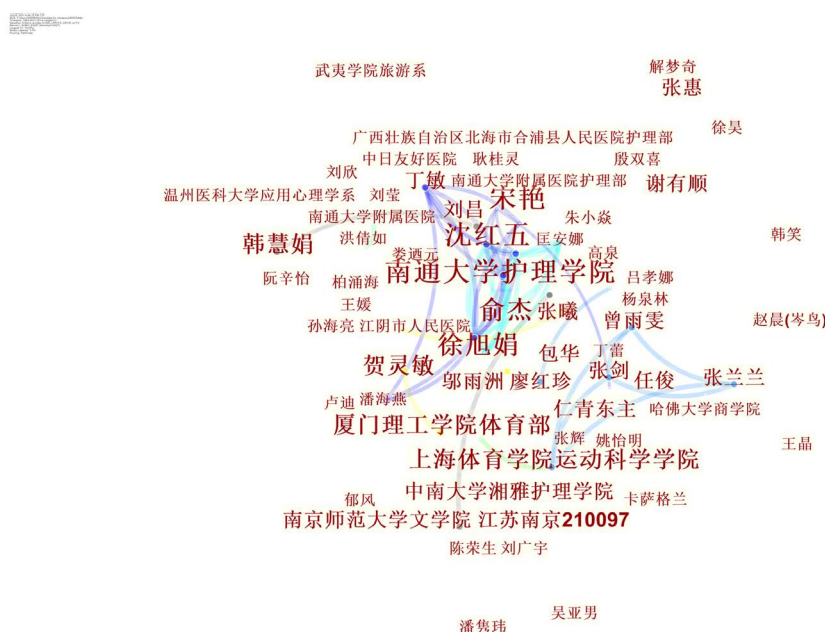 武夷学院旅游系
解梦奇
张惠
徐昊
广西壮族自治区北海市合浦县人民医院护理部
中日友好医院 耿桂灵
殷双喜
刘欣
丁敏 南通大学附属医院护理部
谢有顺
温州医科大学应用心理学系 刘莹
宋艳
刘昌
南通大学附属医院
朱小焱
沈红五
韩笑
韩慧娟
洪倩如
匡安娜
娄迺元
高泉
南通大学护理学院
阮辛怡
柏涌海
吕孝娜
杨泉林
王媛
俞杰 张曦
曾雨雯
赵晨(岑鸟)
孙海亮 江阴市人民医院
徐旭娟
包华
丁蕾
贺灵敏
张剑
邬雨洲 廖红珍
任俊
张兰兰
卢迪
潘海燕
仁青东主
哈佛大学商学院
厦门理工学院体育部
张辉
姚怡明
王晶
上海体育学院运动科学学院
中南大学湘雅护理学院
郁风
卡萨格兰
南京师范大学文学院 江苏南京210097
陈荣生 刘广宇
吴亚男
潘隽玮